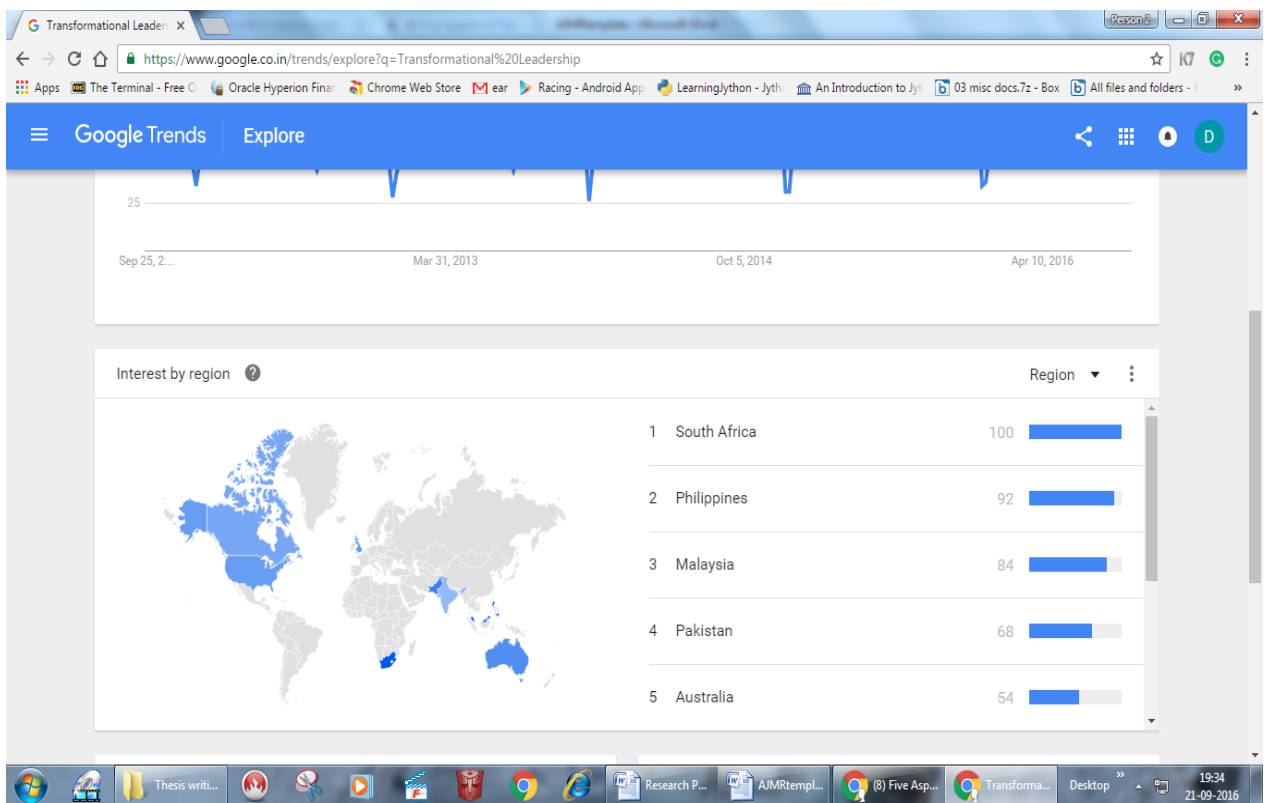 Transformational Leader
Person 2
https://www.google.co.in/trends/explore?q=Transformational%20Leadership
Apps The Terminal - Free O Oracle Hyperion Finan Chrome Web Store ear Racing - Android App LearningJython - Jyth An Introduction to Jyt 03 misc docs.7z - Box All files and folders -
Google Trends Explore
D
25
Sep 25, 2... Mar 31, 2013 Oct 5, 2014 Apr 10, 2016
Interest by region ? Region
1 South Africa 100
2 Philippines 92
3 Malaysia 84
4 Pakistan 68
5 Australia 54
Thesis writi... Research P... AJMRtempl... (8) Five Asp... Transforma... Desktop 19:34
21-09-2016